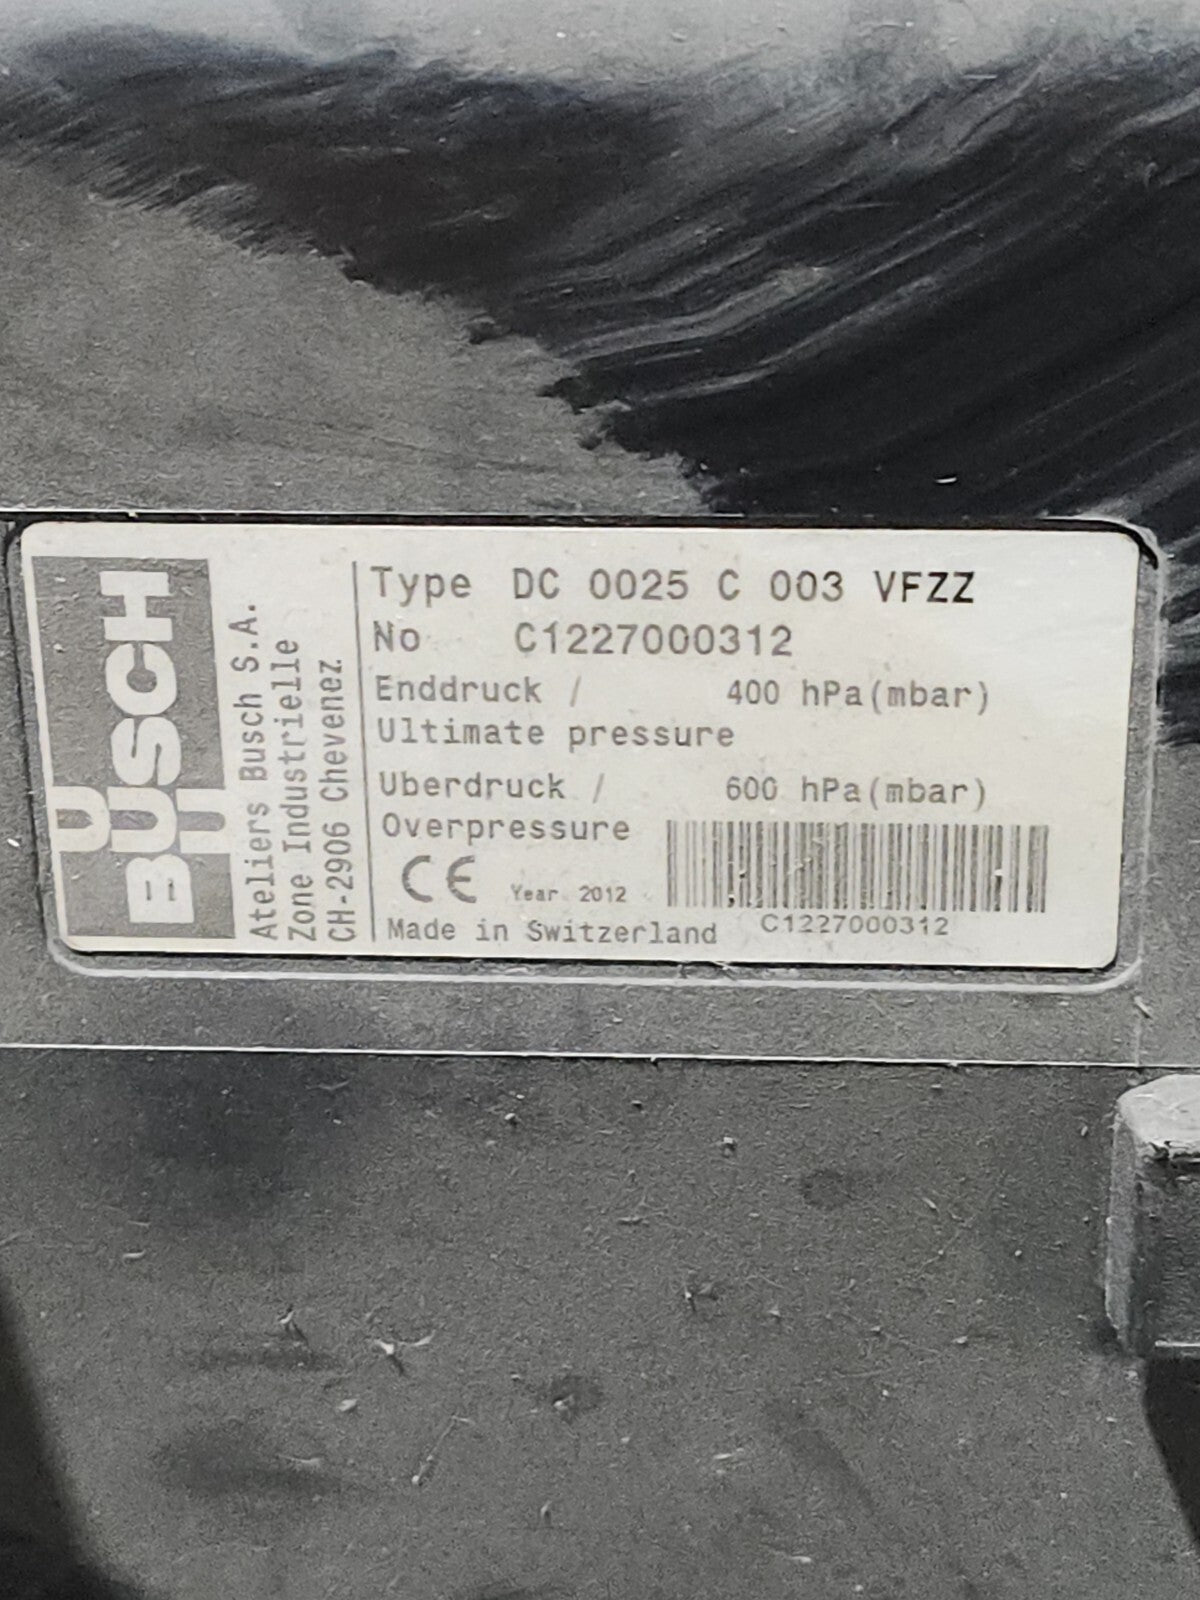 BUSCH
Ateliers Busch S.A.
Zone Industrielle
CH-2906 Chevenez
Type DC 0025 C 003 VFZZ
No C1227000312
Enddruck / 400 hPa(mbar)
Ultimate pressure
Uberdruck / 600 hPa(mbar)
Overpressure
CE Year 2012
Made in Switzerland C1227000312